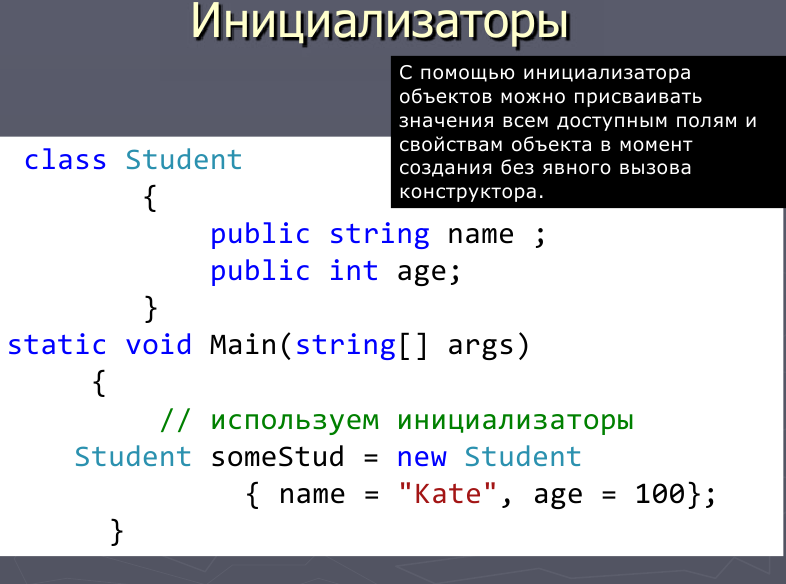 Инициализаторы
С помощью инициализатора
объектов можно присваивать
значения всем доступным полям и
свойствам объекта в момент
создания без явного вызова
конструктора.
class Student
{
public string name ;
public int age;
}
static void Main(string[] args)
{
// используем инициализаторы
Student someStud = new Student
{ name = "Kate", age = 100};
}